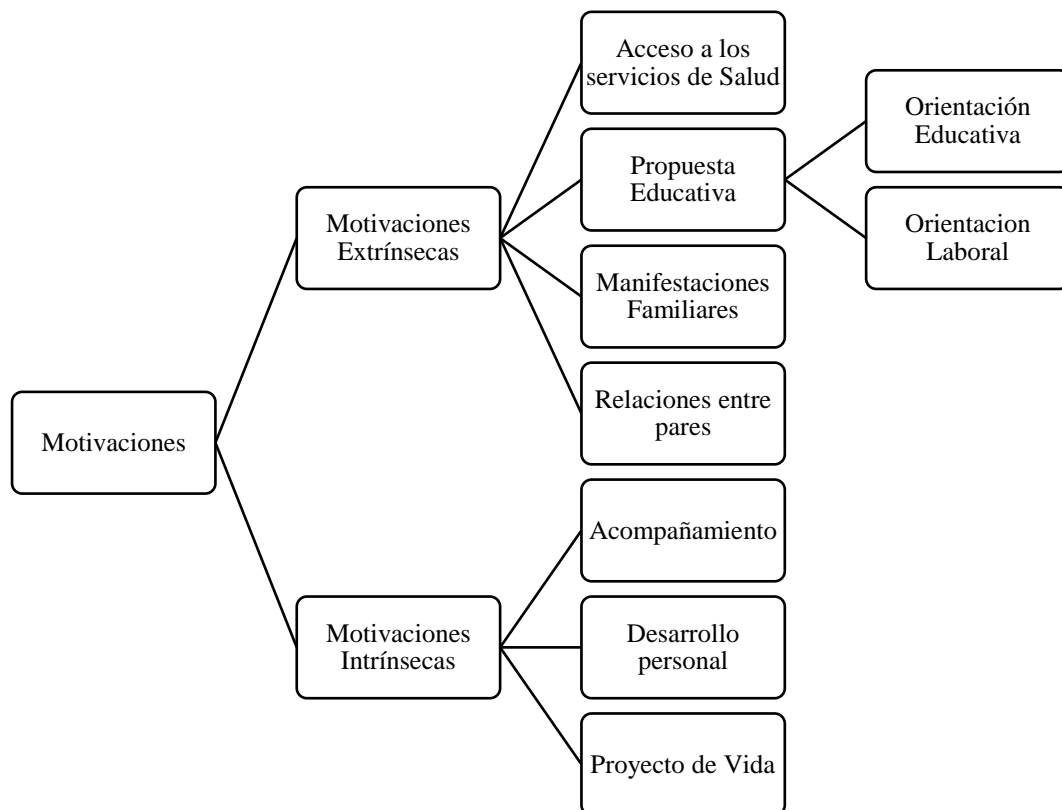 Motivaciones
Motivaciones
Extrínsecas
Acceso a los
servicios de Salud
Propuesta
Educativa
Orientación
Educativa
Orientacion
Laboral
Manifestaciones
Familiares
Relaciones entre
pares
Motivaciones
Intrínsecas
Acompañamiento
Desarrollo
personal
Proyecto de Vida